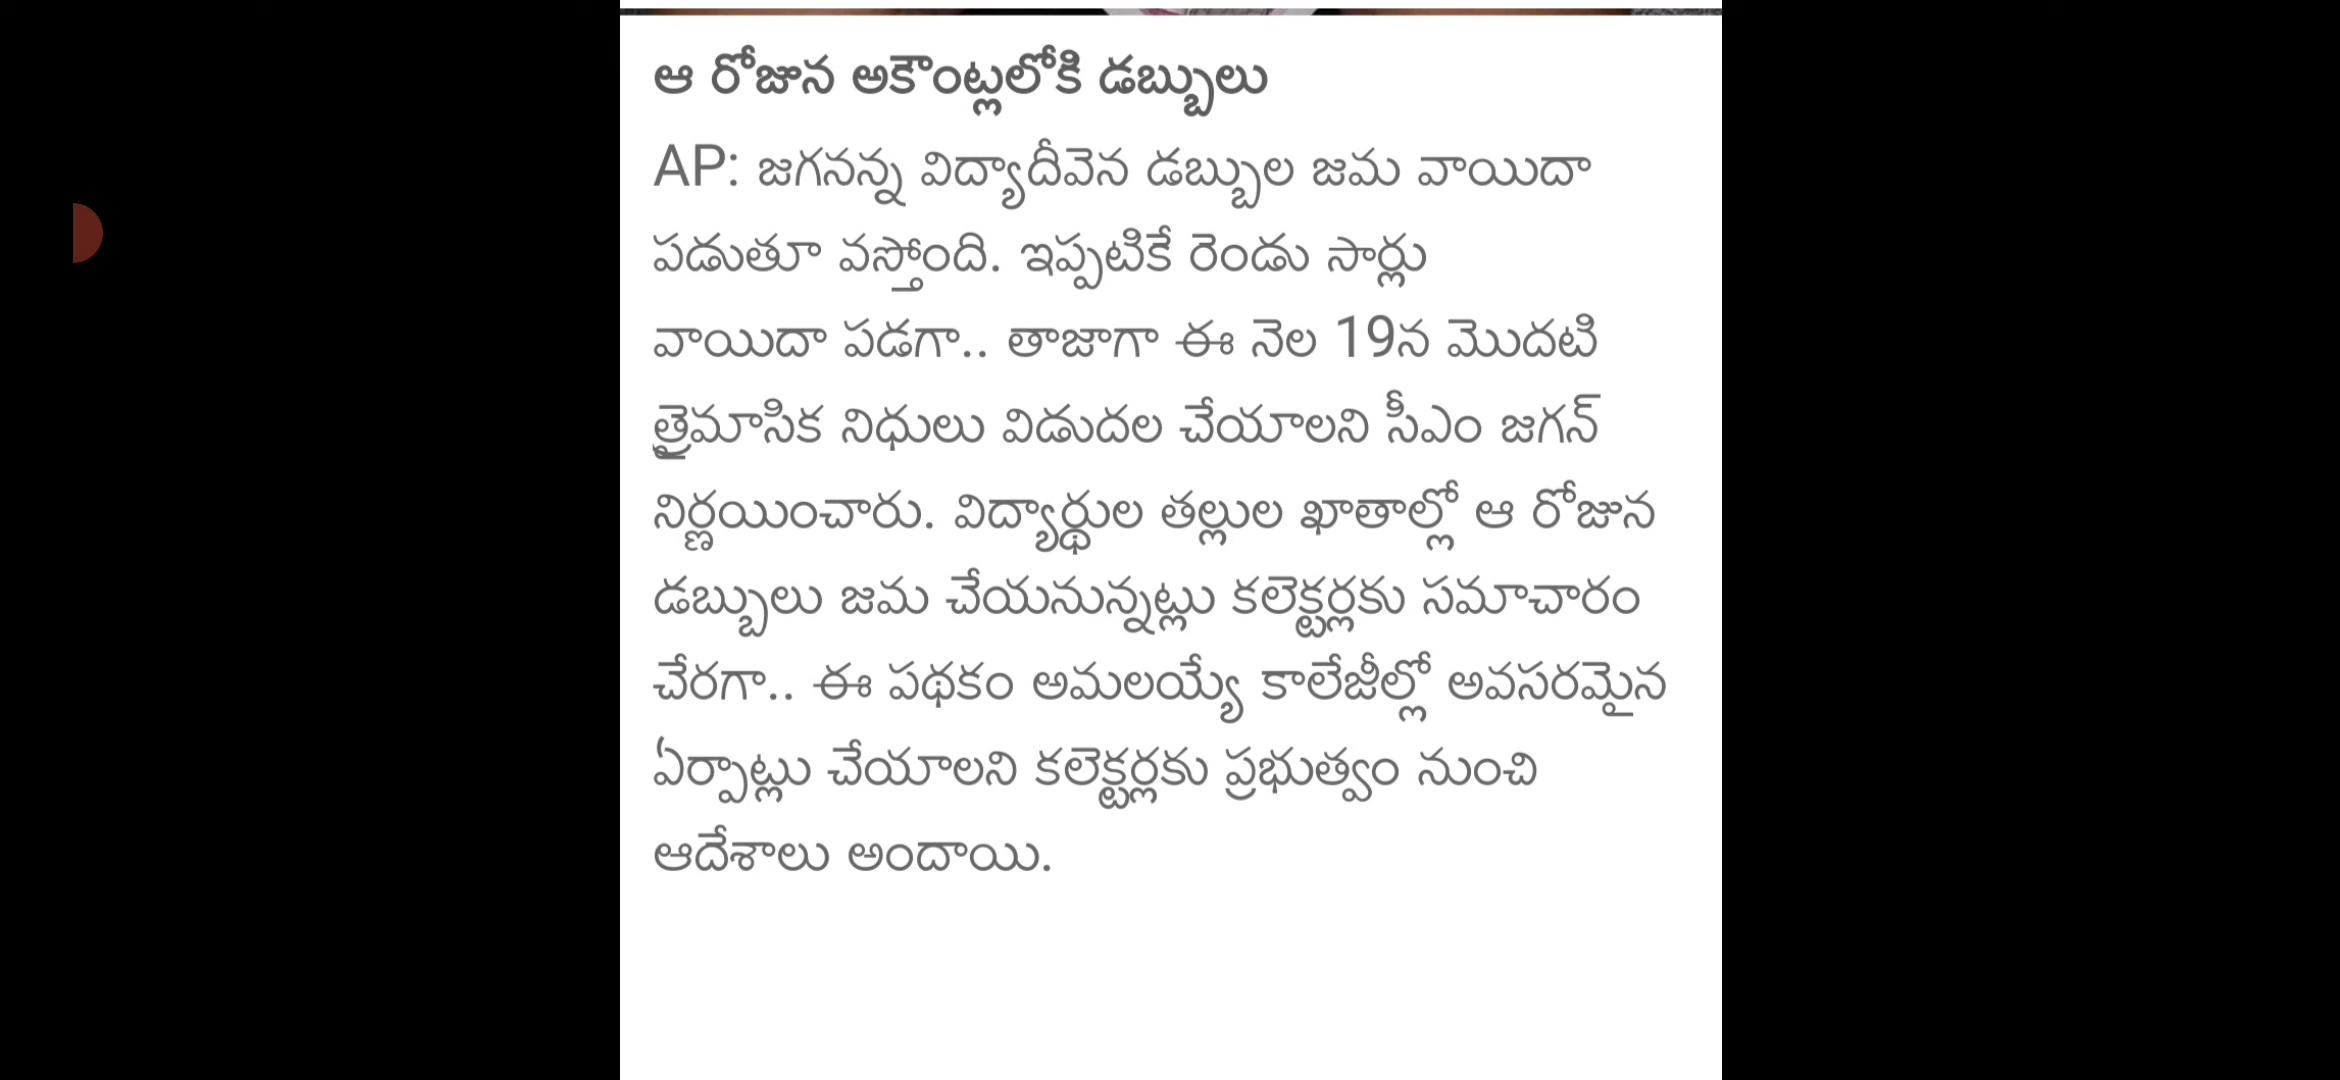 ఆ రోజున అకౌంట్లలోకి డబ్బులు
AP: జగనన్న విద్యాదీవెన డబ్బుల జమ వాయిదా
పడుతూ వస్తోంది. ఇప్పటికే రెండు సార్లు
వాయిదా పడగా.. తాజాగా ఈ నెల 19న మొదటి
త్రైమాసిక నిధులు విడుదల చేయాలని సీఎం జగన్
నిర్ణయించారు. విద్యార్థుల తల్లుల ఖాతాల్లో ఆ రోజున
డబ్బులు జమ చేయనున్నట్లు కలెక్టర్లకు సమాచారం
చేరగా.. ఈ పథకం అమలయ్యే కాలేజీల్లో అవసరమైన
ఏర్పాట్లు చేయాలని కలెక్టర్లకు ప్రభుత్వం నుంచి
ఆదేశాలు అందాయి.